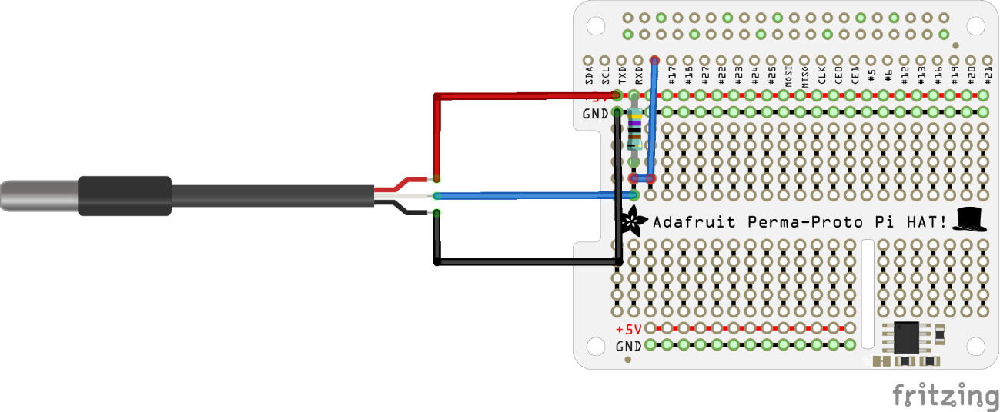 SDA SCL TXD RXD #17 #18 #27 #22 #23 #24 #25 MOSI MISO CLK CE0 CE1 #5 #6 #12 #13 #16 #19 #20 #21
GND
Adafruit Perma-Proto Pi HAT!
+5V
GND
fritzing